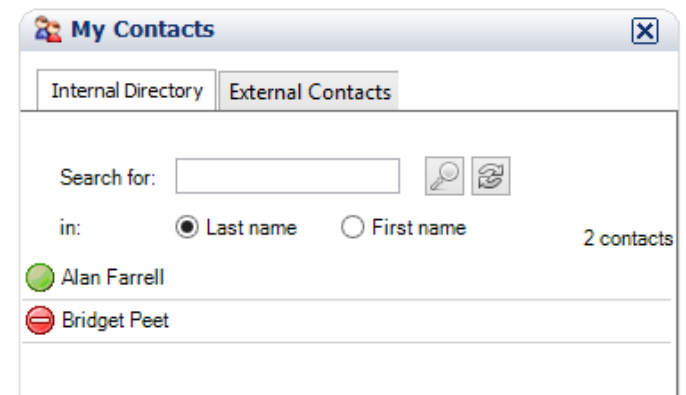 My Contacts
Internal Directory External Contacts
Search for:
in: Last name First name
2 contacts
Alan Farrell
Bridget Peet